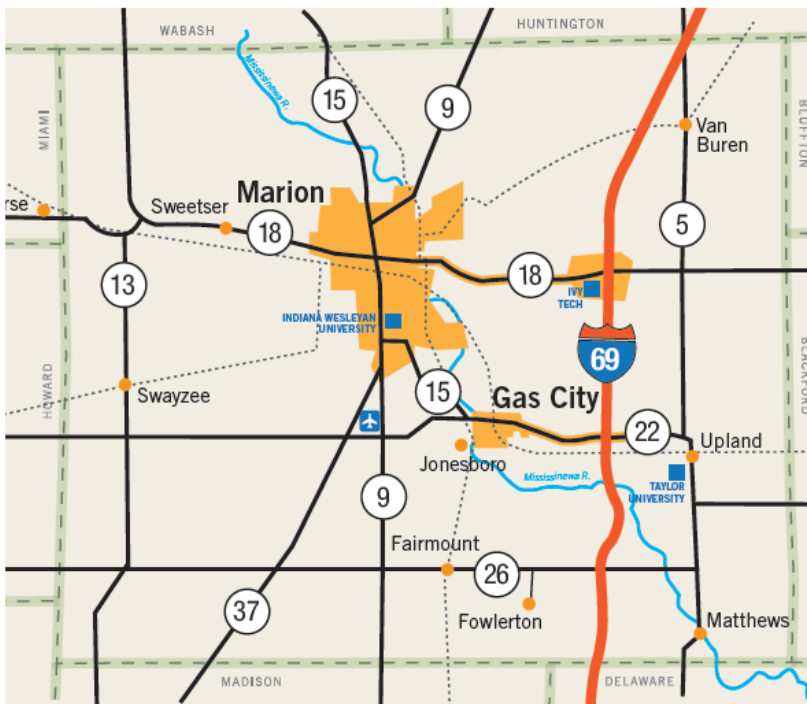 WABASH
HUNTINGTON
Mississinewa R.
15
9
MIAMI
BLUFFTON
Van
Buren
rse
Sweetser
Marion
18
5
13
18
IVY
TECH
INDIANA WESLEYAN
UNIVERSITY
69
HOWARD
BLACKFORD
Swayzee
15
Gas City
22
Upland
Jonesboro
Mississinewa R.
TAYLOR
UNIVERSITY
9
Fairmount
26
37
Fowlerton
Matthews
MADISON
DELAWARE